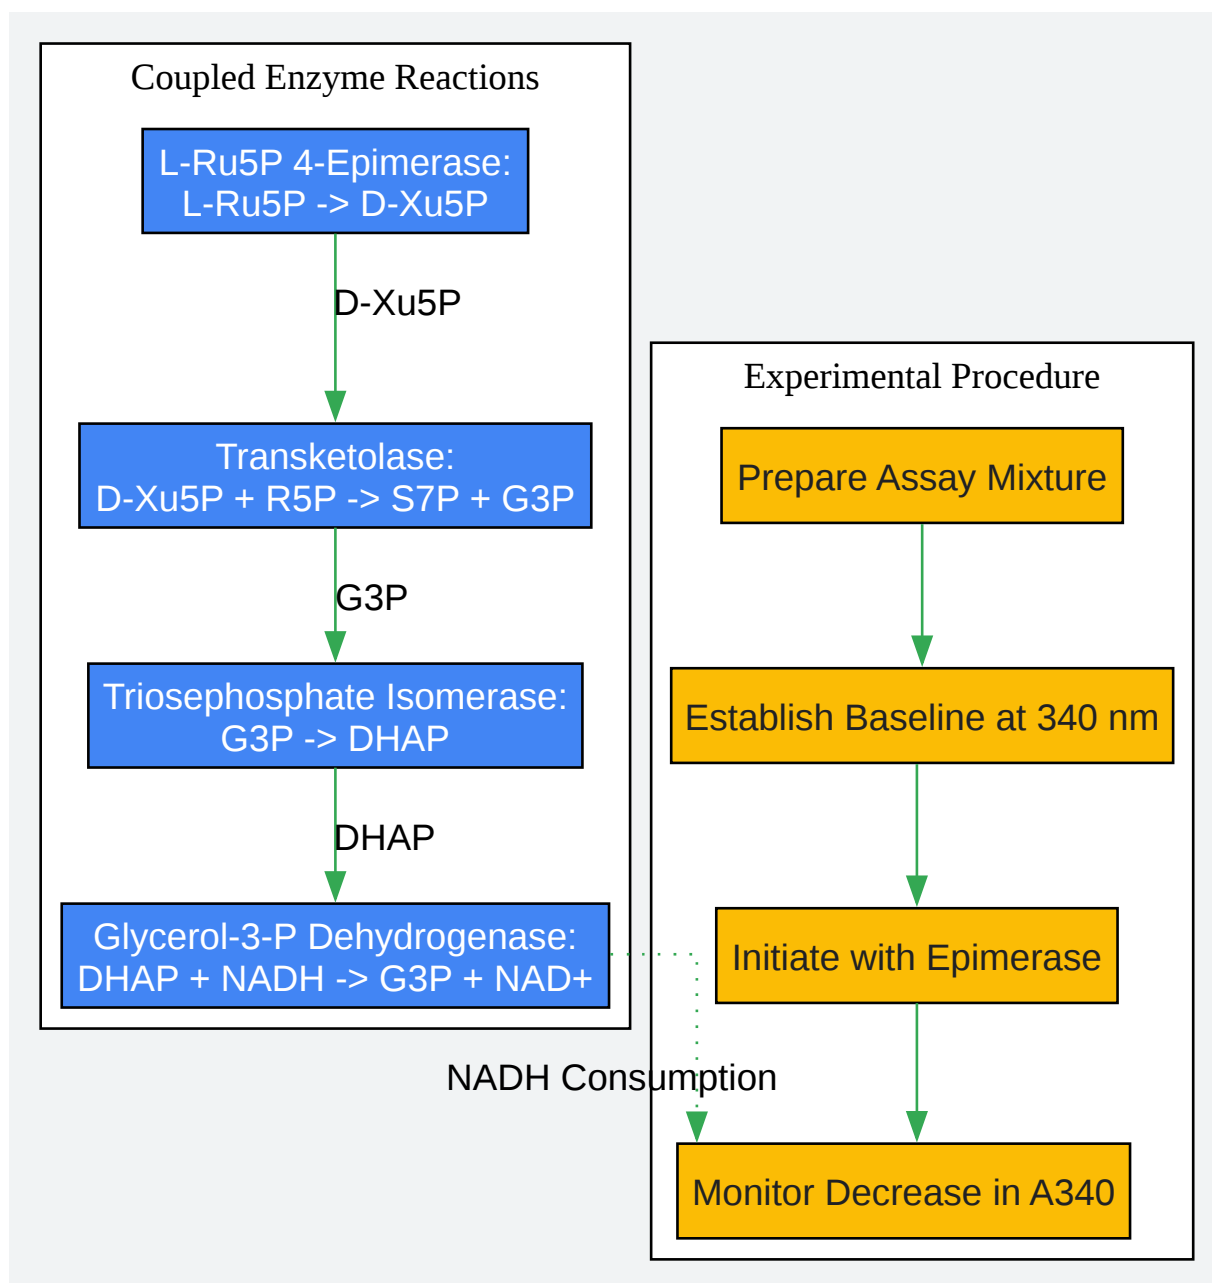 Coupled Enzyme Reactions
L-Ru5P 4-Epimerase:
L-Ru5P -> D-Xu5P
D-Xu5P
Transketolase:
D-Xu5P + R5P -> S7P + G3P
G3P
Triosephosphate Isomerase:
G3P -> DHAP
DHAP
Glycerol-3-P Dehydrogenase:
DHAP + NADH -> G3P + NAD+
NADH Consumption
Experimental Procedure
Prepare Assay Mixture
Establish Baseline at 340 nm
Initiate with Epimerase
Monitor Decrease in A340